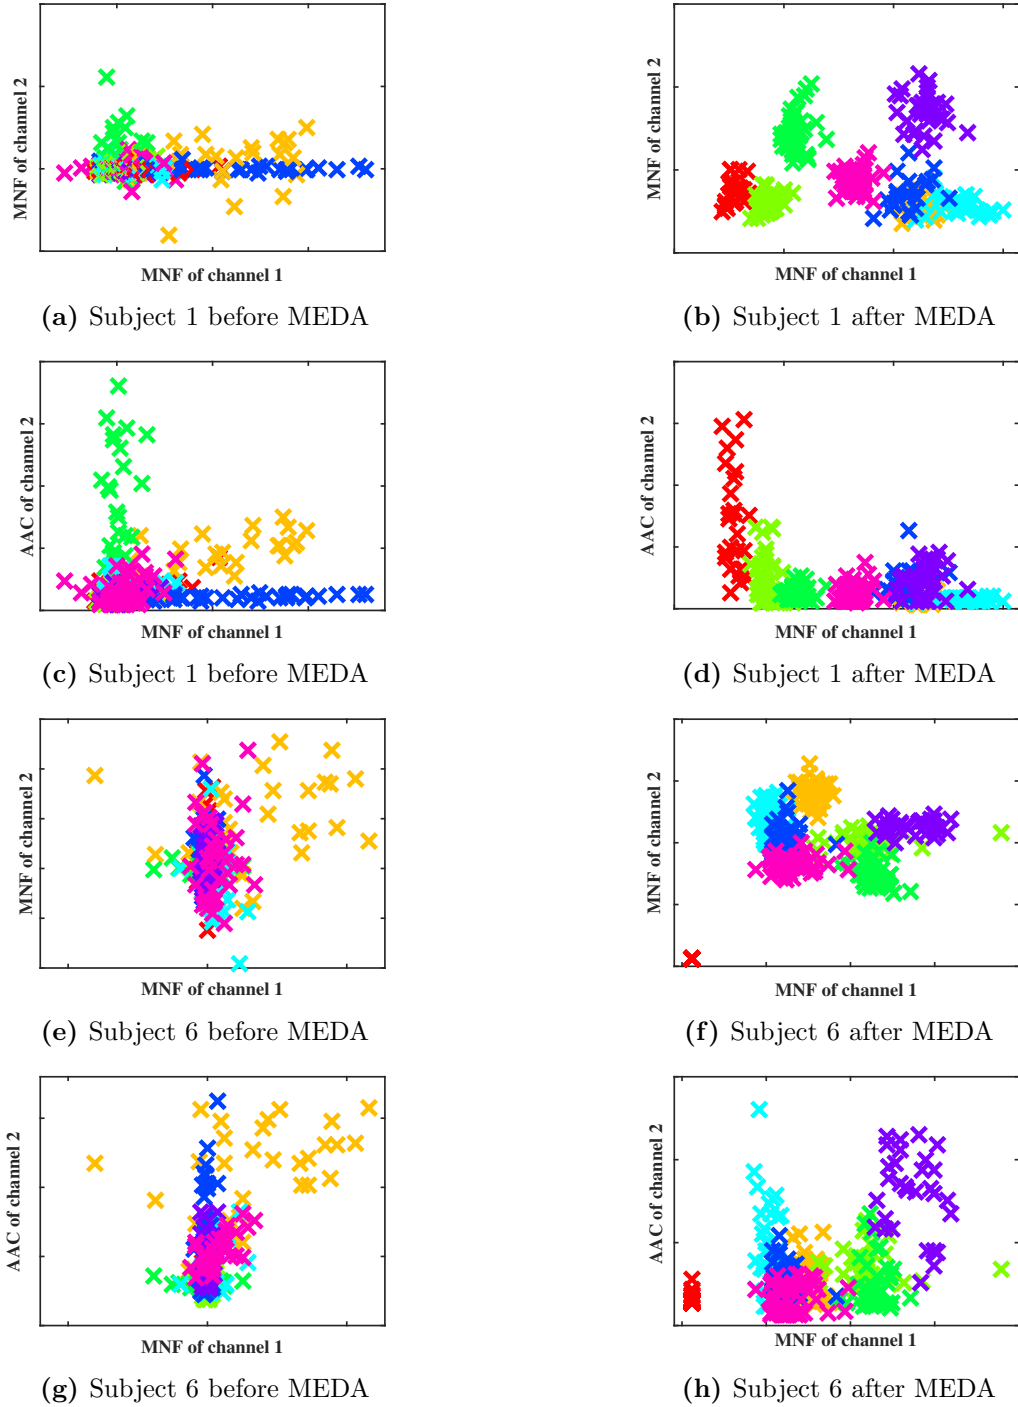 MNF of channel 2
MNF of channel 1
(a) Subject 1 before MEDA
MNF of channel 2
MNF of channel 1
(b) Subject 1 after MEDA
AAC of channel 2
MNF of channel 1
(c) Subject 1 before MEDA
AAC of channel 2
MNF of channel 1
(d) Subject 1 after MEDA
MNF of channel 2
MNF of channel 1
(e) Subject 6 before MEDA
MNF of channel 2
MNF of channel 1
(f) Subject 6 after MEDA
AAC of channel 2
MNF of channel 1
(g) Subject 6 before MEDA
AAC of channel 2
MNF of channel 1
(h) Subject 6 after MEDA